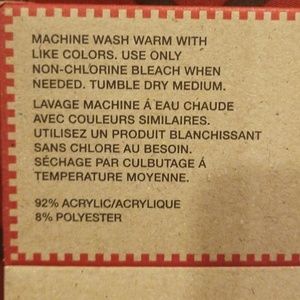 MACHINE WASH WARM WITH
LIKE COLORS. USE ONLY
NON-CHLORINE BLEACH WHEN
NEEDED. TUMBLE DRY MEDIUM.
LAVAGE MACHINE Á EAU CHAUDE
AVEC COULEURS SIMILAIRES.
UTILISEZ UN PRODUIT BLANCHISSANT
SANS CHLORE AU BESOIN.
SÉCHAGE PAR CULBUTAGE Á
TEMPERATURE MOYENNE.
92% ACRYLIC/ACRYLIQUE
8% POLYESTER